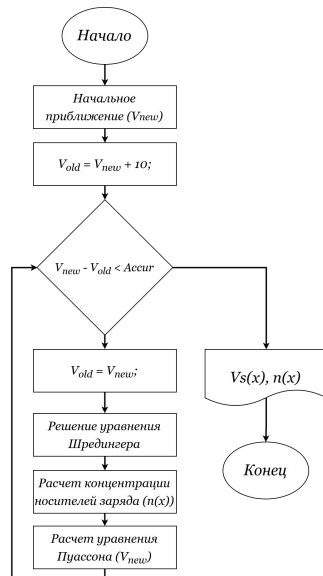 Начало
Начальное
приближение (Vnew)
Vold = Vnew + 10;
Vnew - Vold < Accur
Vold = Vnew;
Vs(x), n(x)
Решение уравнения
Шредингера
Расчет концентрации
носителей заряда (n(x))
Конец
Расчет уравнения
Пуассона (Vnew)